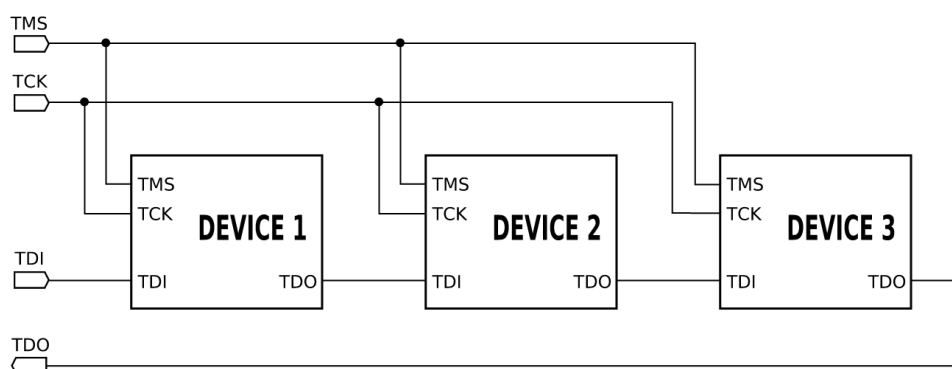 TMS
TCK
TMS
TCK
DEVICE 1
TDI
TDO
TMS
TCK
DEVICE 2
TDI
TDO
TMS
TCK
DEVICE 3
TDI
TDO
TDI
TDO